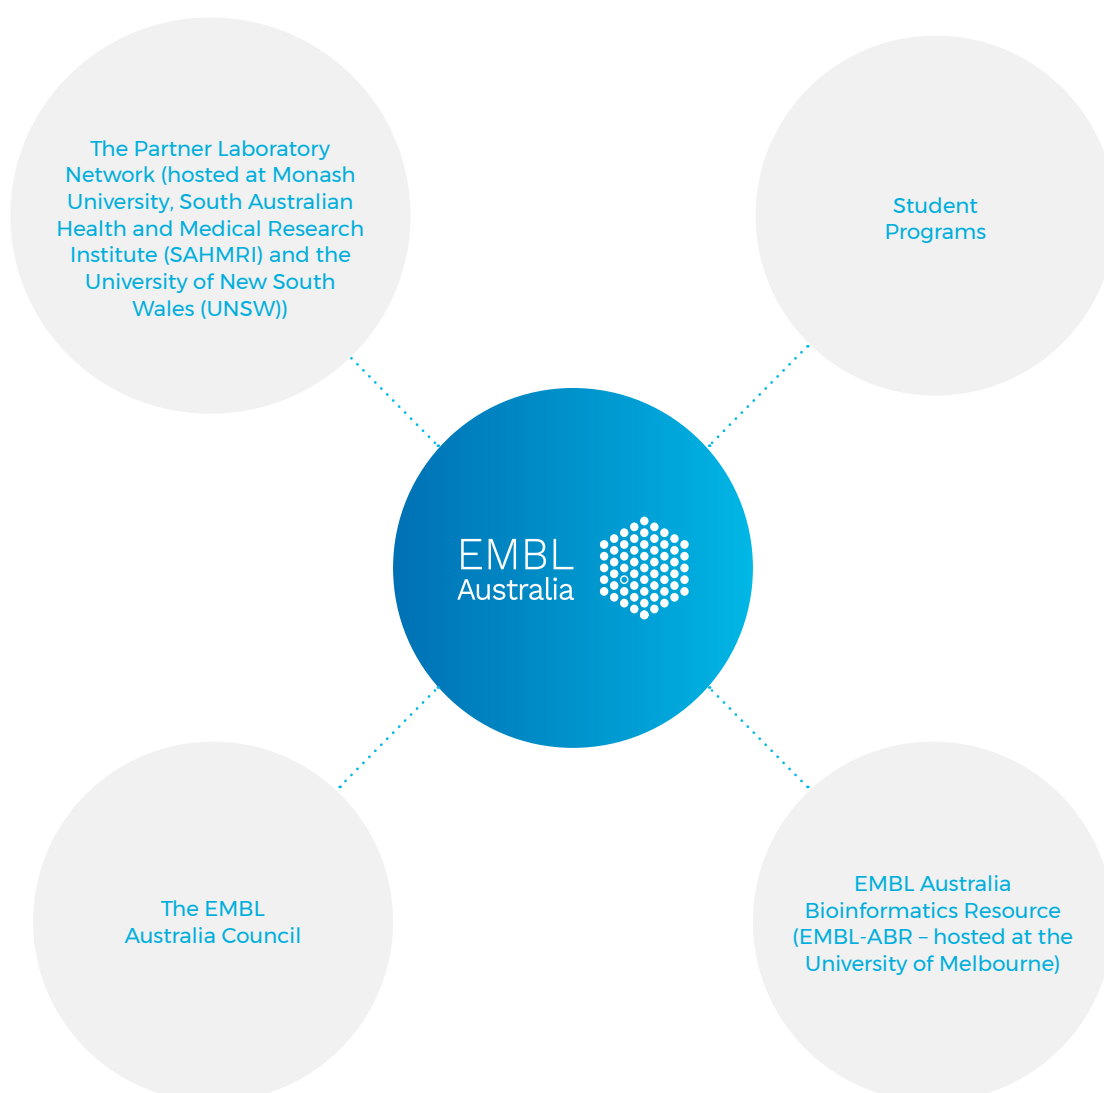 The Partner Laboratory
Network (hosted at Monash
University, South Australian
Health and Medical Research
Institute (SAHMRI) and the
University of New South
Wales (UNSW))
Student
Programs
EMBL
Australia
The EMBL
Australia Council
EMBL Australia
Bioinformatics Resource
(EMBL-ABR – hosted at the
University of Melbourne)